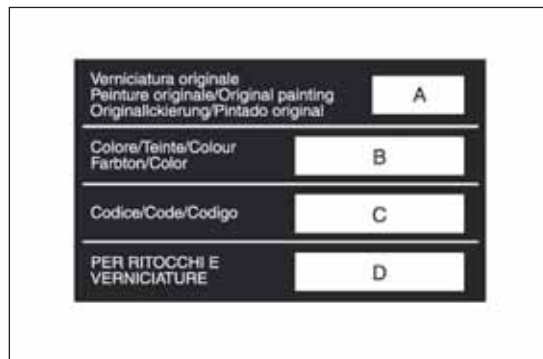 Verniciatura originale
Peinture originale/Original painting
Originallckierung/Pintado original
A
Colore/Teinte/Colour
Farbton/Color
B
Codice/Code/Codigo
C
PER RITOCCHI E
VERNICIATURE
D